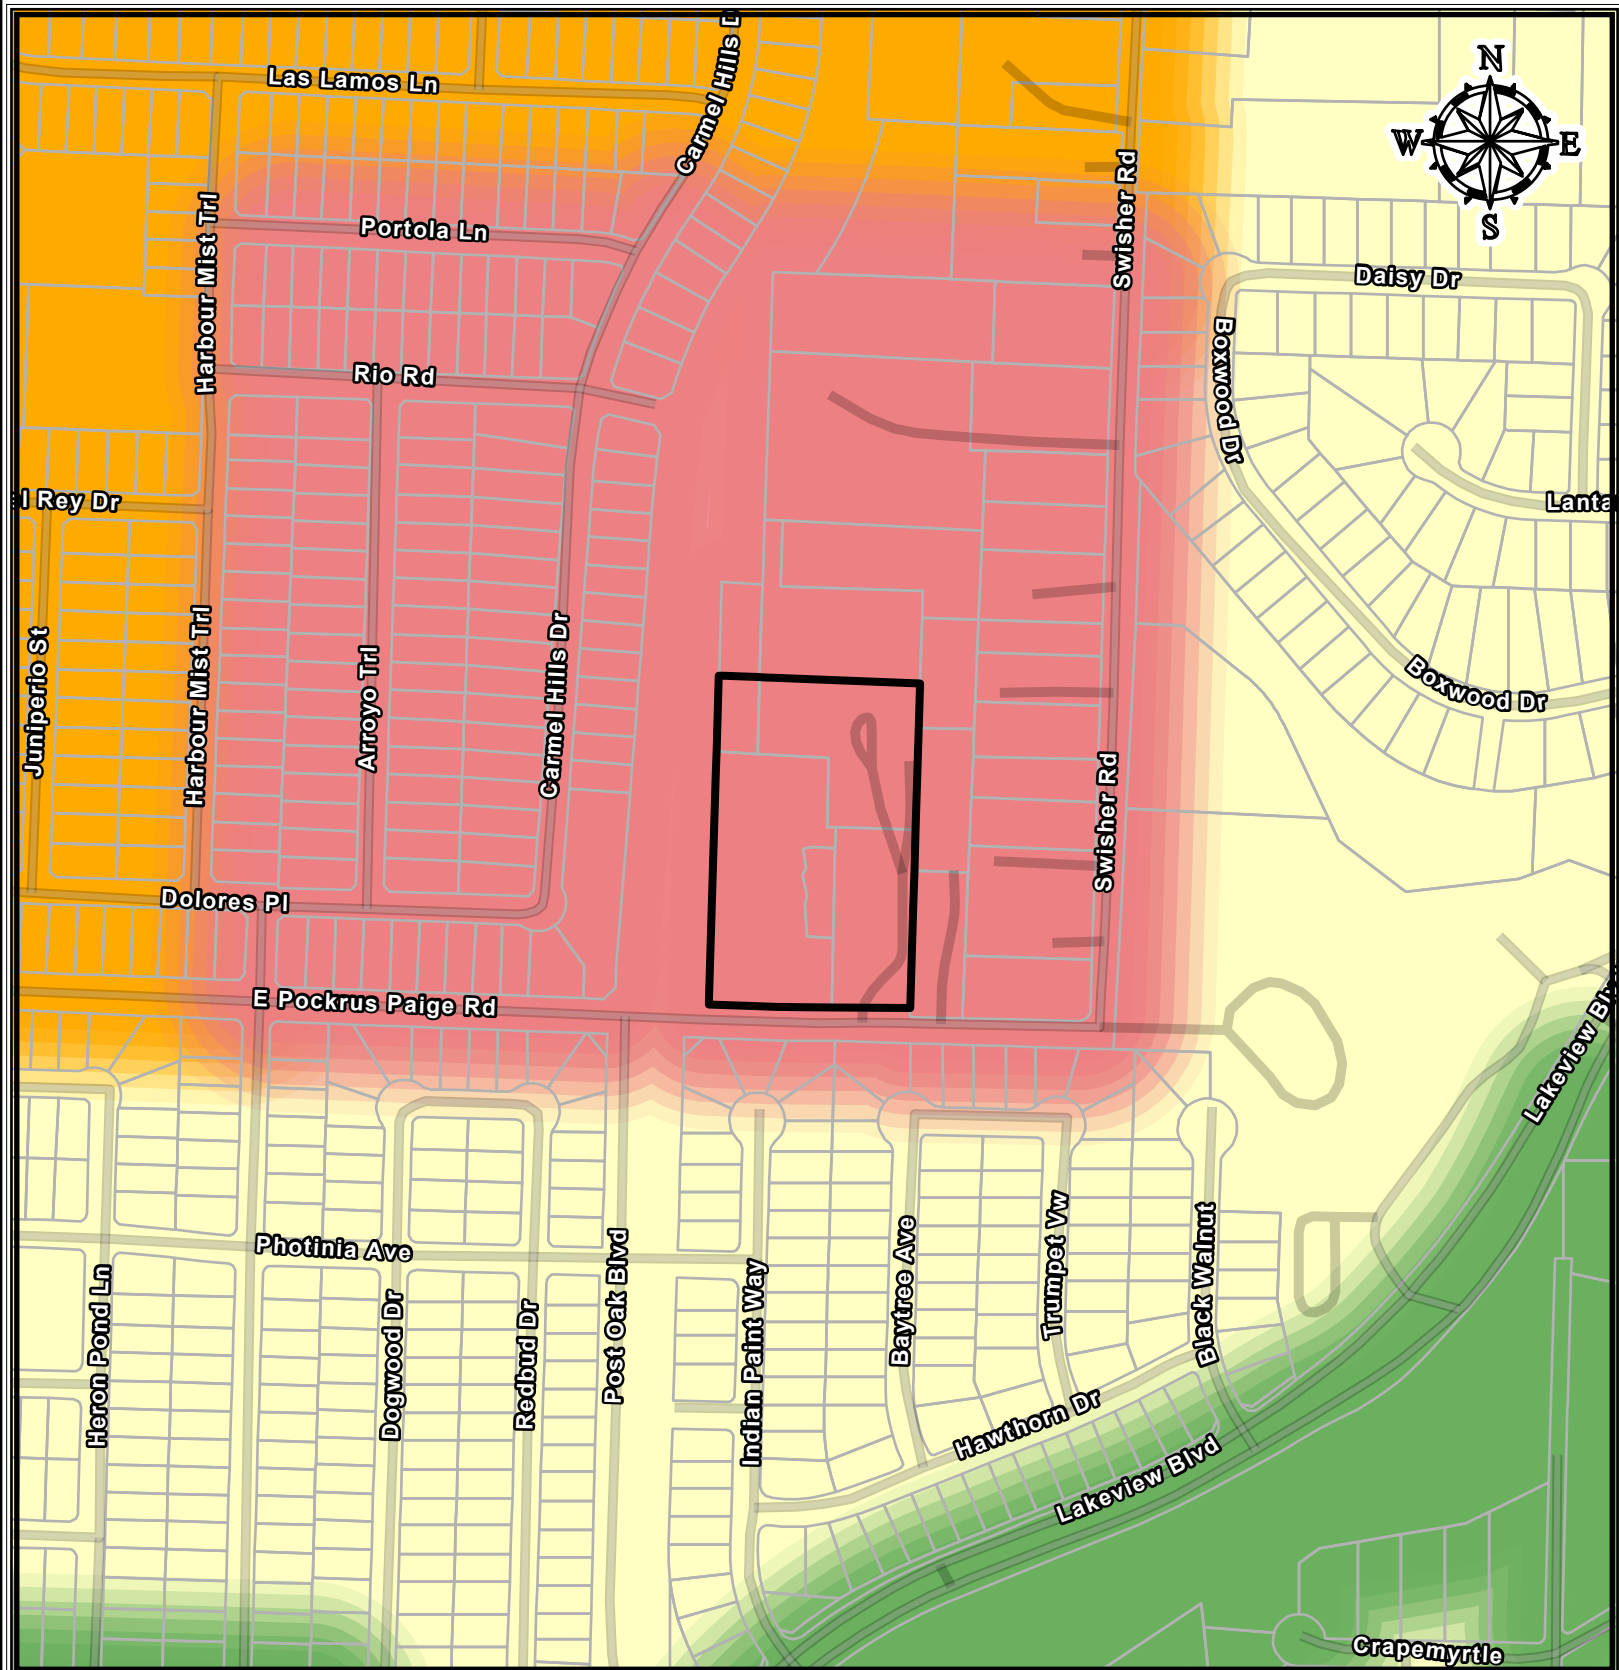 Carmel Hills D
Las Lamos Ln
N
W
E
S
Swisher Rd
Harbour Mist Trl
Portola Ln
Daisy Dr
Boxwood Dr
Rio Rd
el Rey Dr
Lanta
Juniperio St
Harbour Mist Trl
Arroyo Trl
Carmel Hills Dr
Boxwood Dr
Swisher Rd
Dolores Pl
E Pockrus Paige Rd
Lakeview Blv
Photinia Ave
Heron Pond Ln
Dogwood Dr
Redbud Dr
Post Oak Blvd
Indian Paint Way
Baytree Ave
Trumpet Vw
Black Walnut
Hawthorn Dr
Lakeview Blvd
Crapemyrtle